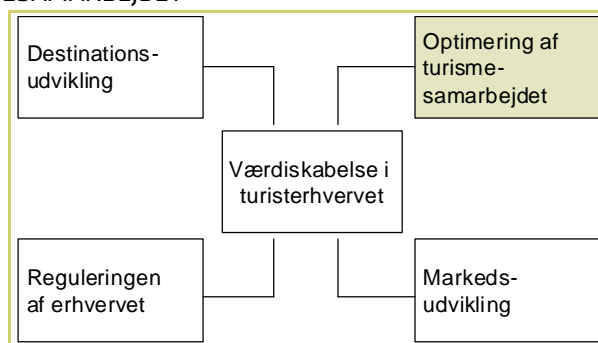 Destinations-
udvikling
Optimering af
turisme-
samarbejdet
Værdiskabelse i
turisterhvervet
Reguleringen
af erhvervet
Markeds-
udvikling